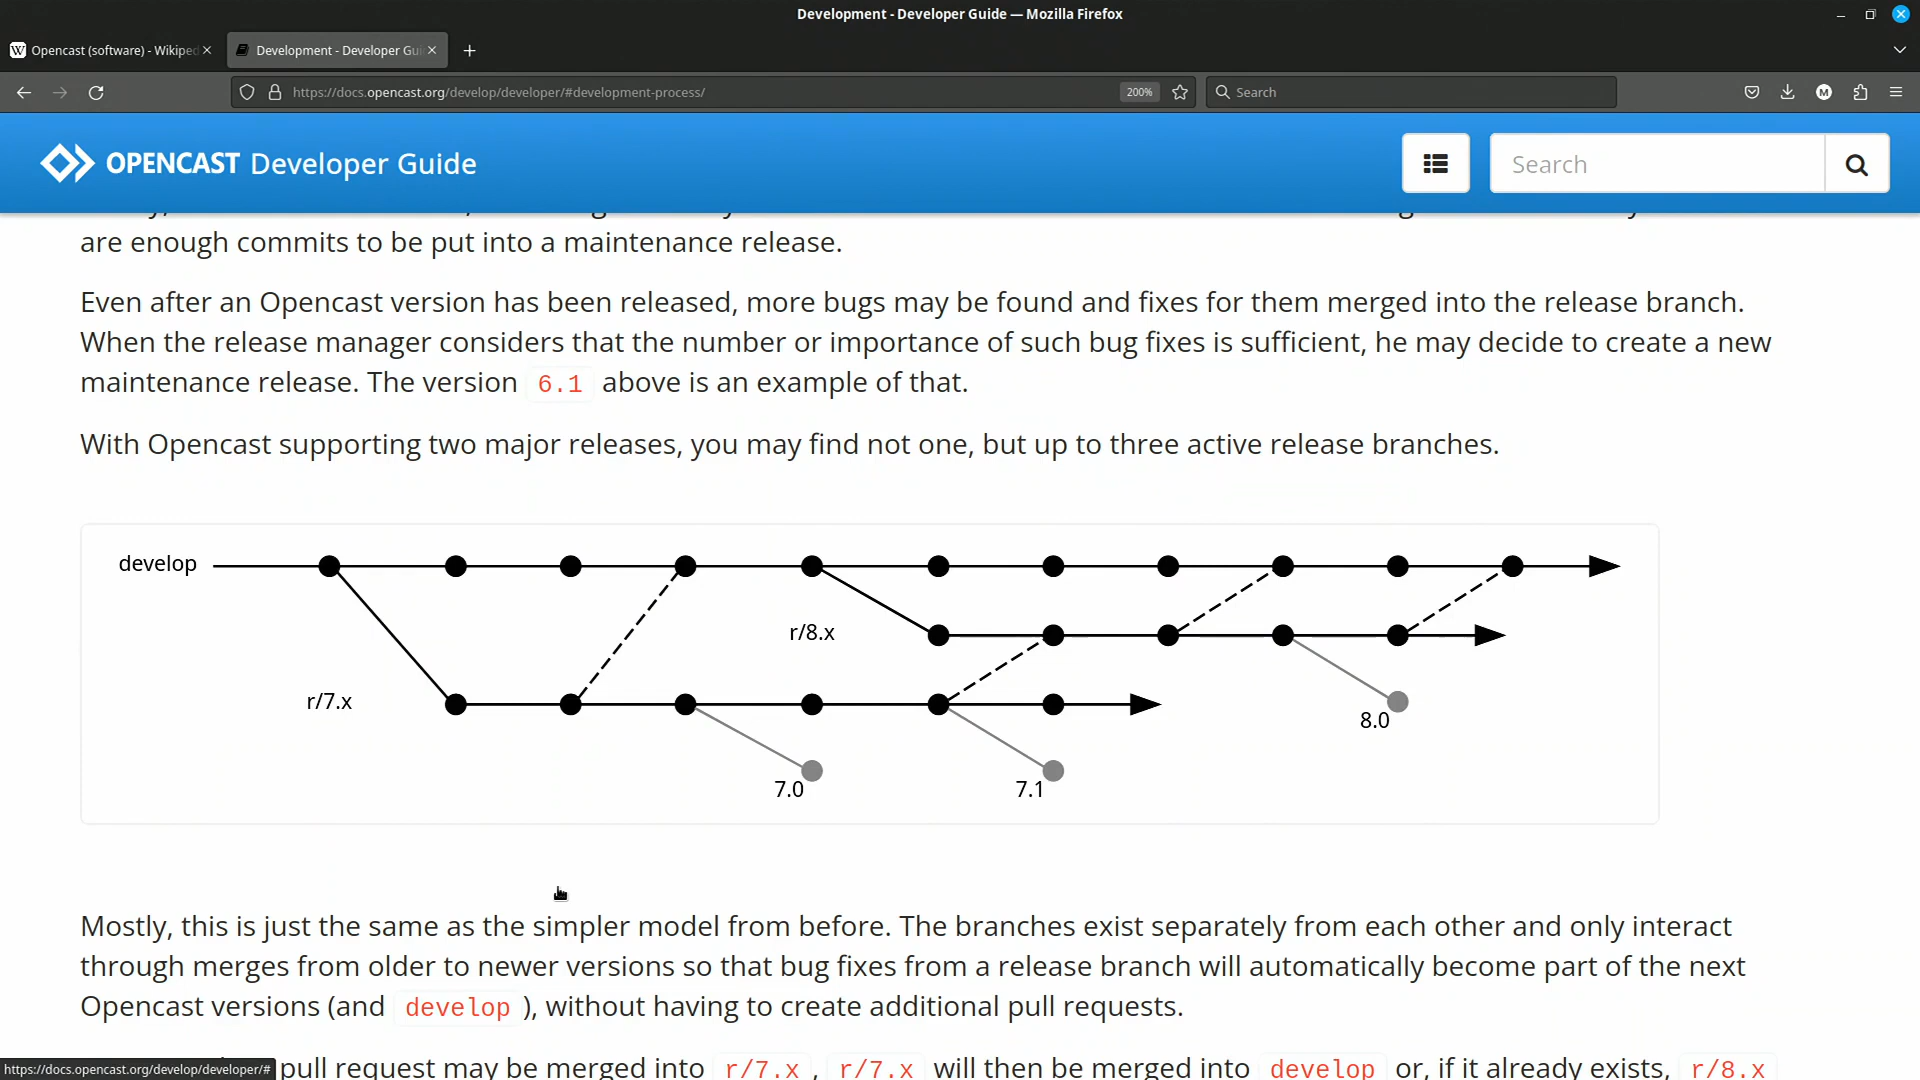 Development - Developer Guide — Mozilla Firefox
Opencast (software) - Wikiped
Development - Developer Gui
https://docs.opencast.org/develop/developer/#development-process/
200%
Search
OPENCAST Developer Guide
Search
are enough commits to be put into a maintenance release.
Even after an Opencast version has been released, more bugs may be found and fixes for them merged into the release branch.
When the release manager considers that the number or importance of such bug fixes is sufficient, he may decide to create a new
maintenance release. The version 6.1 above is an example of that.
With Opencast supporting two major releases, you may find not one, but up to three active release branches.
develop
r/8.x
r/7.x
8.0
7.0
7.1
Mostly, this is just the same as the simpler model from before. The branches exist separately from each other and only interact
through merges from older to newer versions so that bug fixes from a release branch will automatically become part of the next
Opencast versions (and develop ), without having to create additional pull requests.
pull request may be merged into r/7.x , r/7.x will then be merged into develop or, if it already exists, r/8.x
https://docs.opencast.org/develop/developer/#